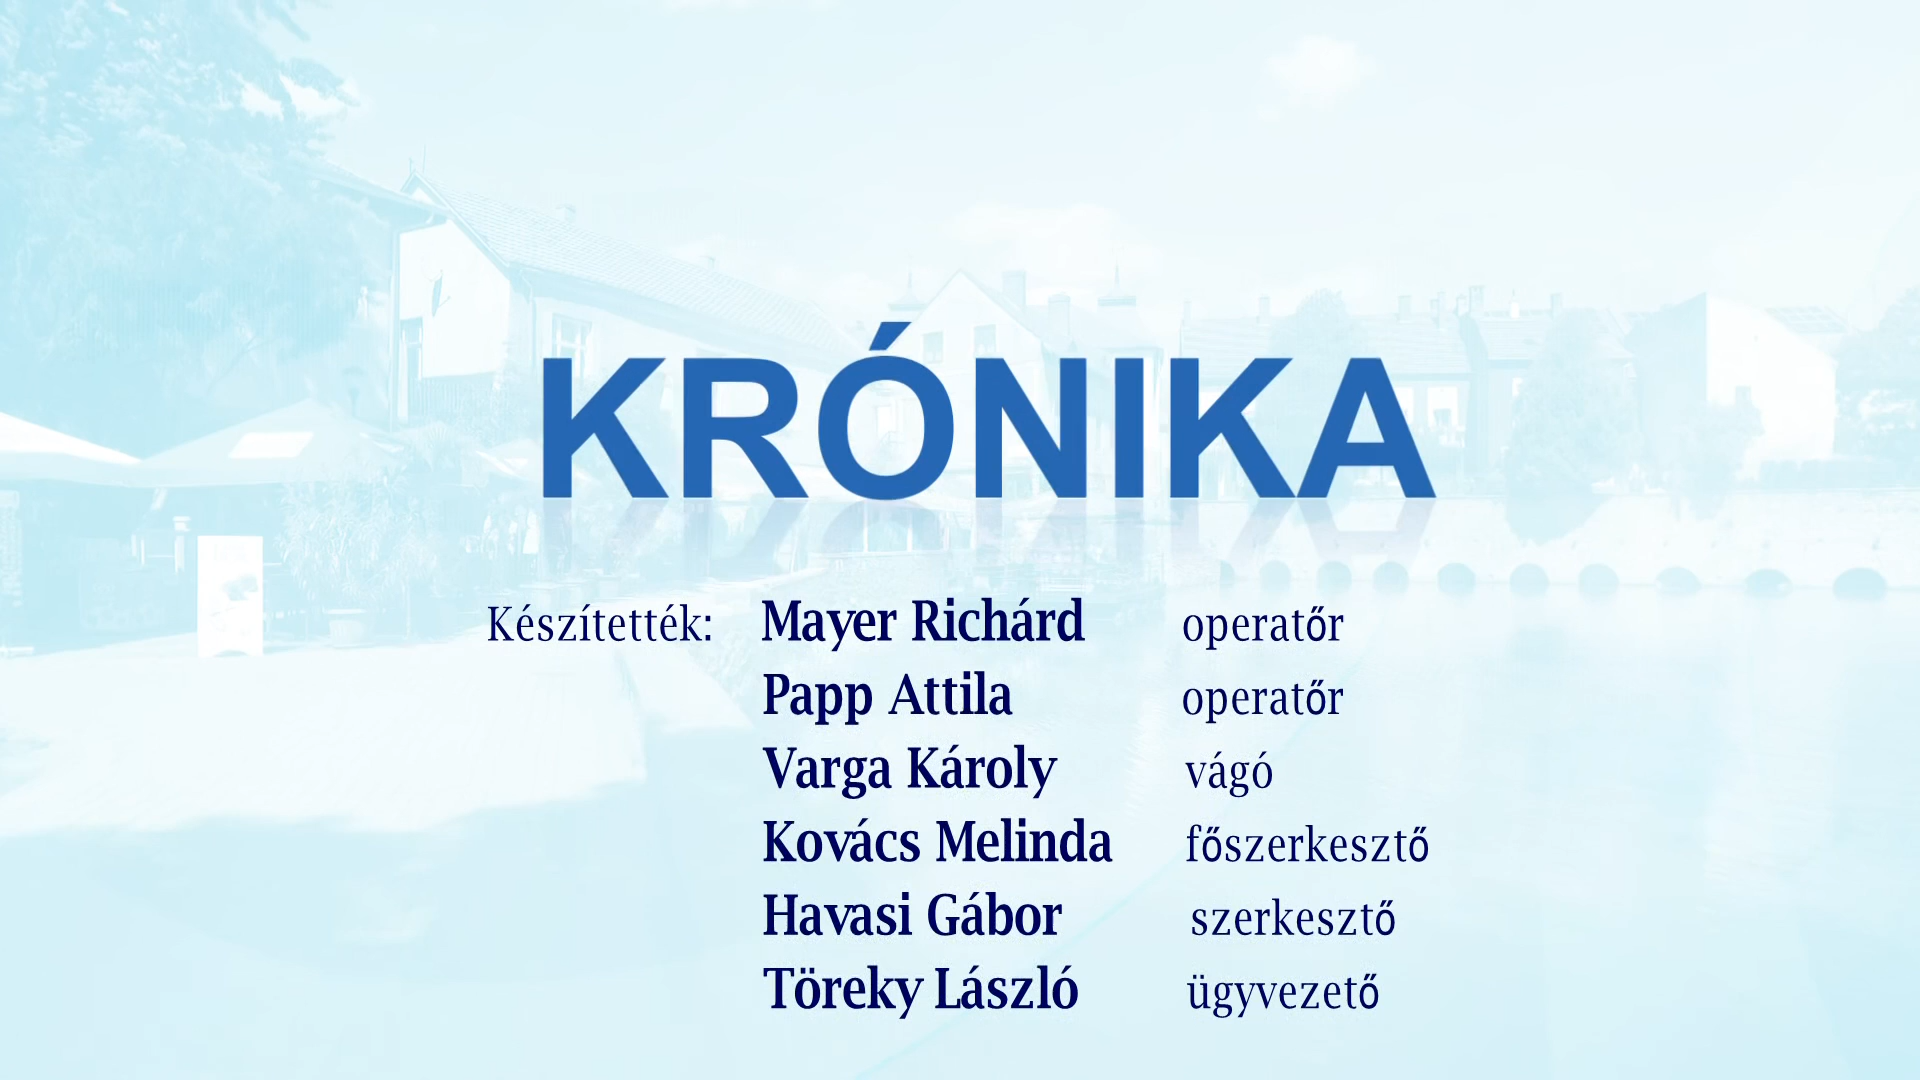 KRÓNIKA
Készítették: Mayer Richárd operatőr
Papp Attila operatőr
Varga Károly vágó
Kovács Melinda főszerkesztő
Havasi Gábor szerkesztő
Töreky László ügyvezető